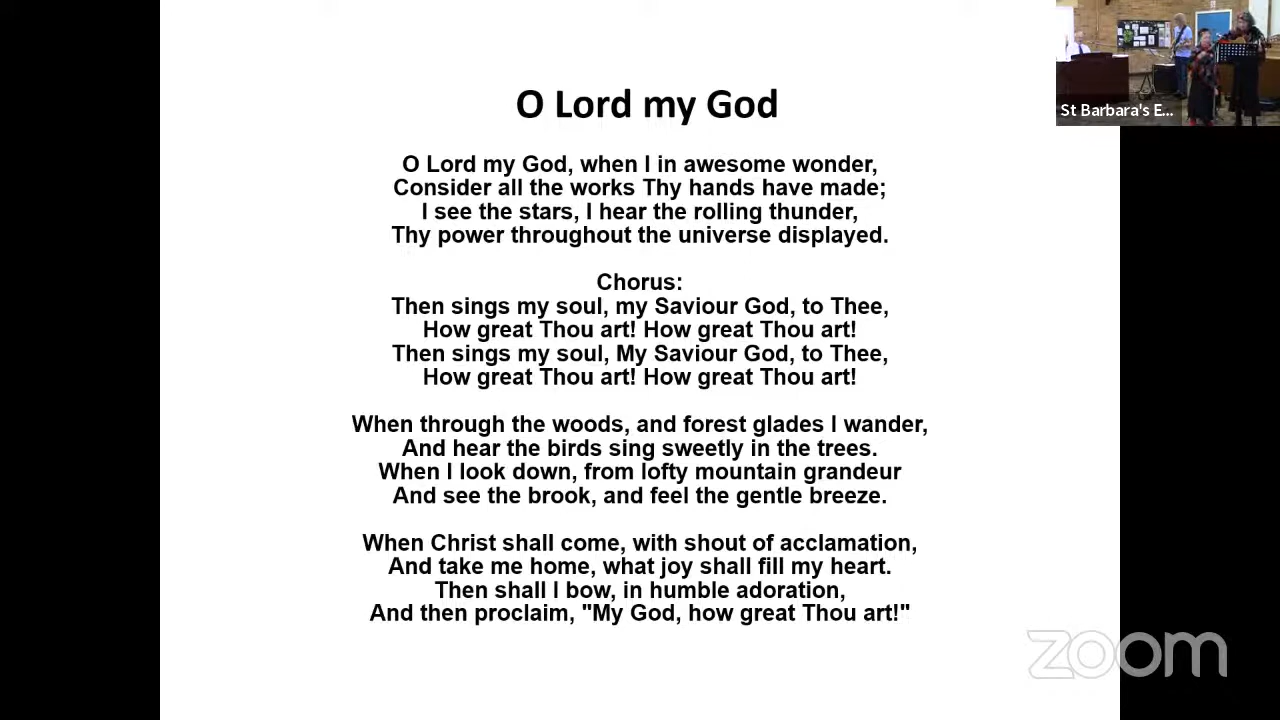 O Lord my God
O Lord my God, when I in awesome wonder,
Consider all the works Thy hands have made;
I see the stars, I hear the rolling thunder,
Thy power throughout the universe displayed.
Chorus:
Then sings my soul, my Saviour God, to Thee,
How great Thou art! How great Thou art!
Then sings my soul, My Saviour God, to Thee,
How great Thou art! How great Thou art!
When through the woods, and forest glades I wander,
And hear the birds sing sweetly in the trees.
When I look down, from lofty mountain grandeur
And see the brook, and feel the gentle breeze.
When Christ shall come, with shout of acclamation,
And take me home, what joy shall fill my heart.
Then shall I bow, in humble adoration,
And then proclaim, "My God, how great Thou art!"
St Barbara's E...
zoom